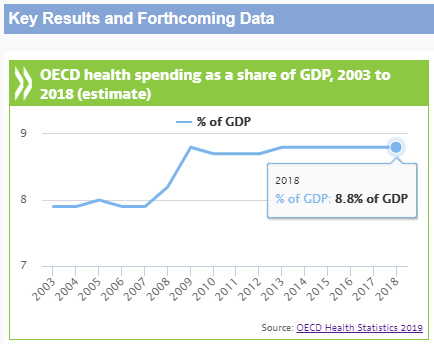 Key Results and Forthcoming Data
OECD health spending as a share of GDP, 2003 to
2018 (estimate)
% of GDP
9
8
7
2018
% of GDP: 8.8% of GDP
2003 2004 2005 2006 2007 2008 2009 2010 2011 2012 2013 2014 2015 2016 2017 2018
Source: OECD Health Statistics 2019